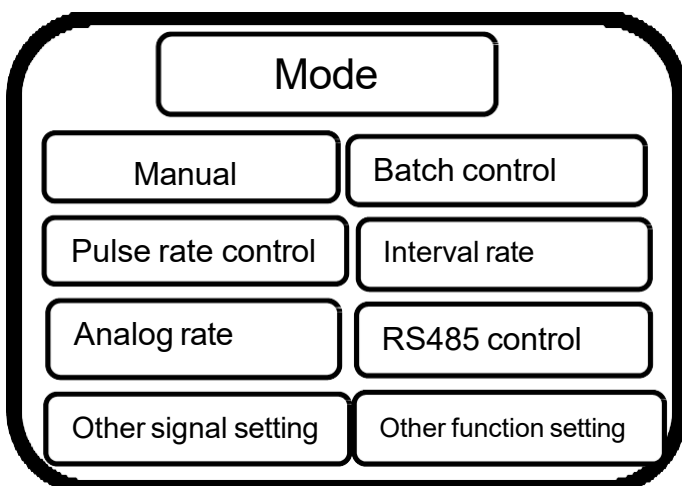 Mode
Manual
Batch control
Pulse rate control
Interval rate
Analog rate
RS485 control
Other signal setting
Other function setting